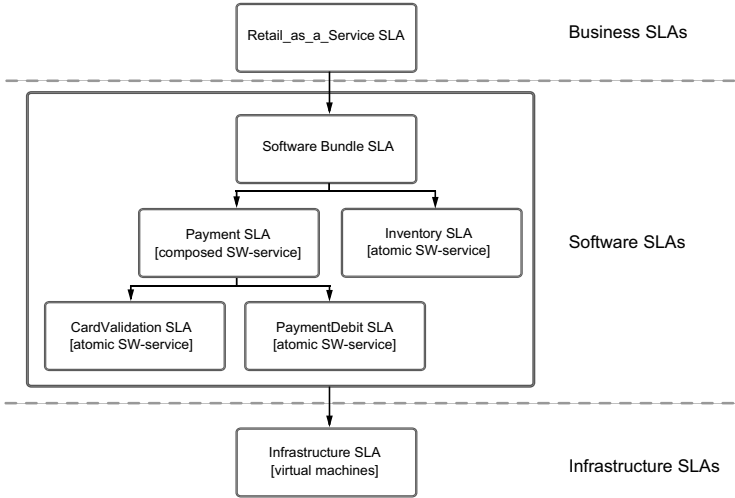 Retail_as_a_Service SLA
Business SLAs
Software Bundle SLA
Payment SLA
[composed SW-service]
Inventory SLA
[atomic SW-service]
Software SLAs
CardValidation SLA
[atomic SW-service]
PaymentDebit SLA
[atomic SW-service]
Infrastructure SLA
[virtual machines]
Infrastructure SLAs